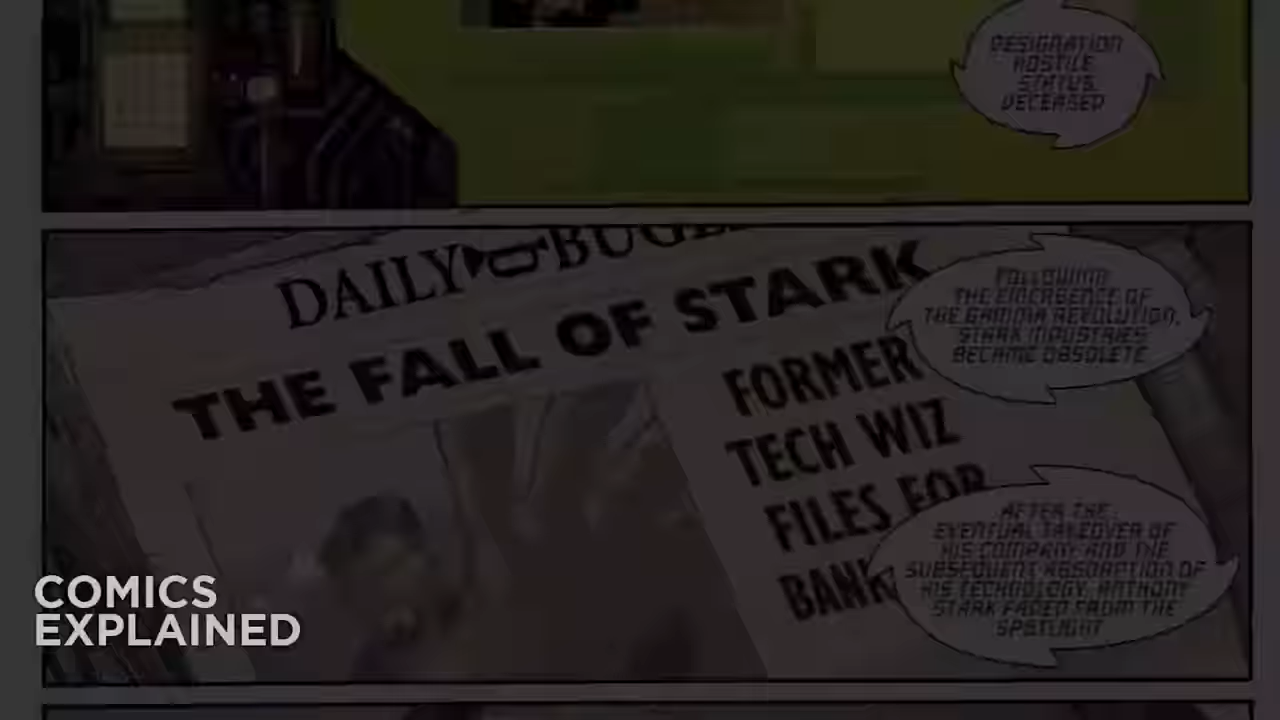 DESIGNATION
HOSTILE.
STATUS.
DECEASED
DAILY BUGL
THE FALL OF STARK
FORMER
TECH WIZ
FILES FOR
BANK
FOLLOWING
THE EMERGENCE OF
THE GAMMA REVOLUTION,
STARK INDUSTRIES
BECAME OBSOLETE
AFTER THE
EVENTUAL TAKEOVER OF
HIS COMPANY AND THE
SUBSEQUENT ABSORPTION OF
HIS TECHNOLOGY, ANTHONY
STARK FADED FROM THE
SPOTLIGHT
COMICS
EXPLAINED